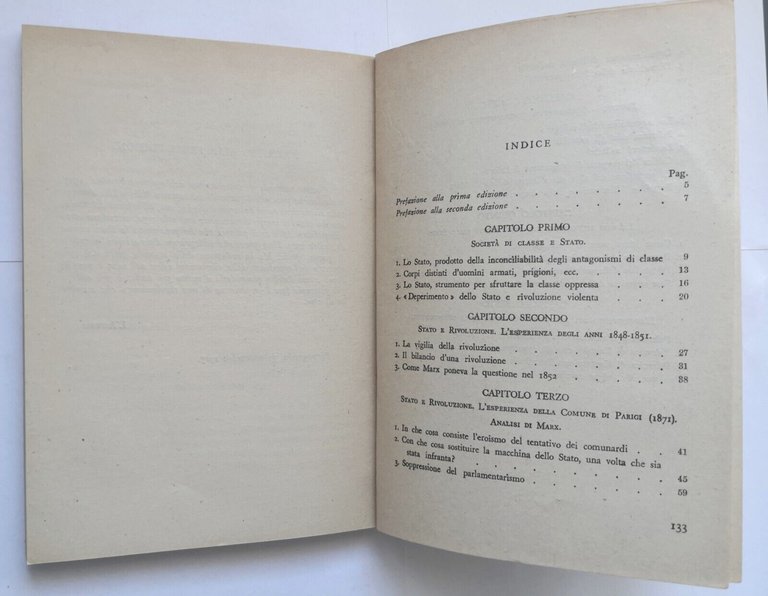 INDICE
Pag.
Prefazione alla prima edizione . . . . . . . . 5
Prefazione alla seconda edizione . . . . . . . . 7
CAPITOLO PRIMO
Società di classe e Stato.
1. Lo Stato, prodotto della inconciliabilità degli antagonismi di classe 9
2. Corpi distinti d'uomini armati, prigioni, ecc. . . . . . 13
3. Lo Stato, strumento per sfruttare la classe oppressa . . . . 16
4. «Deperimento» dello Stato e rivoluzione violenta . . . . 20
CAPITOLO SECONDO
Stato e Rivoluzione. L'esperienza degli anni 1848-1851.
1. La vigilia della rivoluzione . . . . . . . . 27
2. Il bilancio d'una rivoluzione . . . . . . . . 31
3. Come Marx poneva la questione nel 1852 . . . . . . 38
CAPITOLO TERZO
Stato e Rivoluzione. L'esperienza della Comune di Parigi (1871).
Analisi di Marx.
1. In che cosa consiste l'eroismo del tentativo dei comunardi . . 41
2. Con che cosa sostituire la macchina dello Stato, una volta che sia
stata infranta? . . . . . . . . . . 45
3. Soppressione del parlamentarismo . . . . . . . 59
133